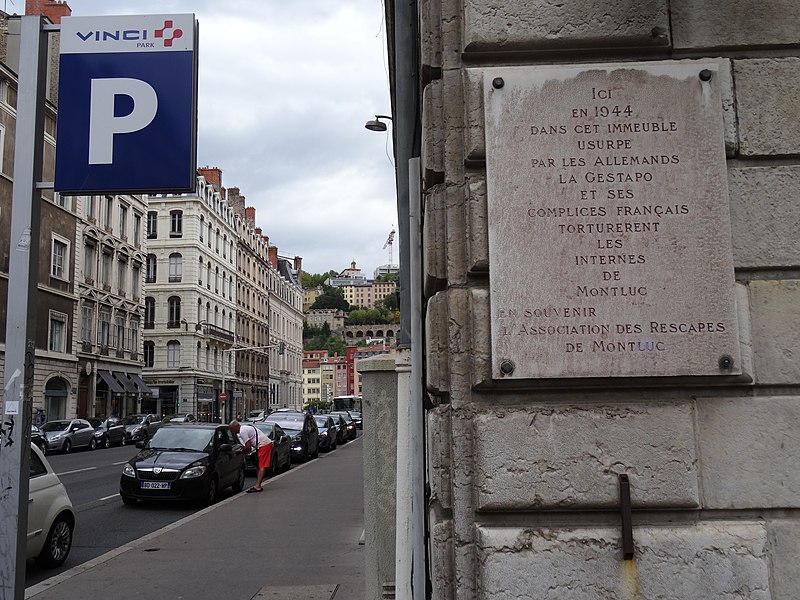 VINCI
PARK
P
ICI
EN 1944
DANS CET IMMEUBLE
USURPE
PAR LES ALLEMANDS
LA GESTAPO
ET SES
COMPLICES FRANÇAIS
TORTURERENT
LES
INTERNES
DE
MONTLUC
EN SOUVENIR
L'ASSOCIATION DES RESCAPES
DE MONTLUC